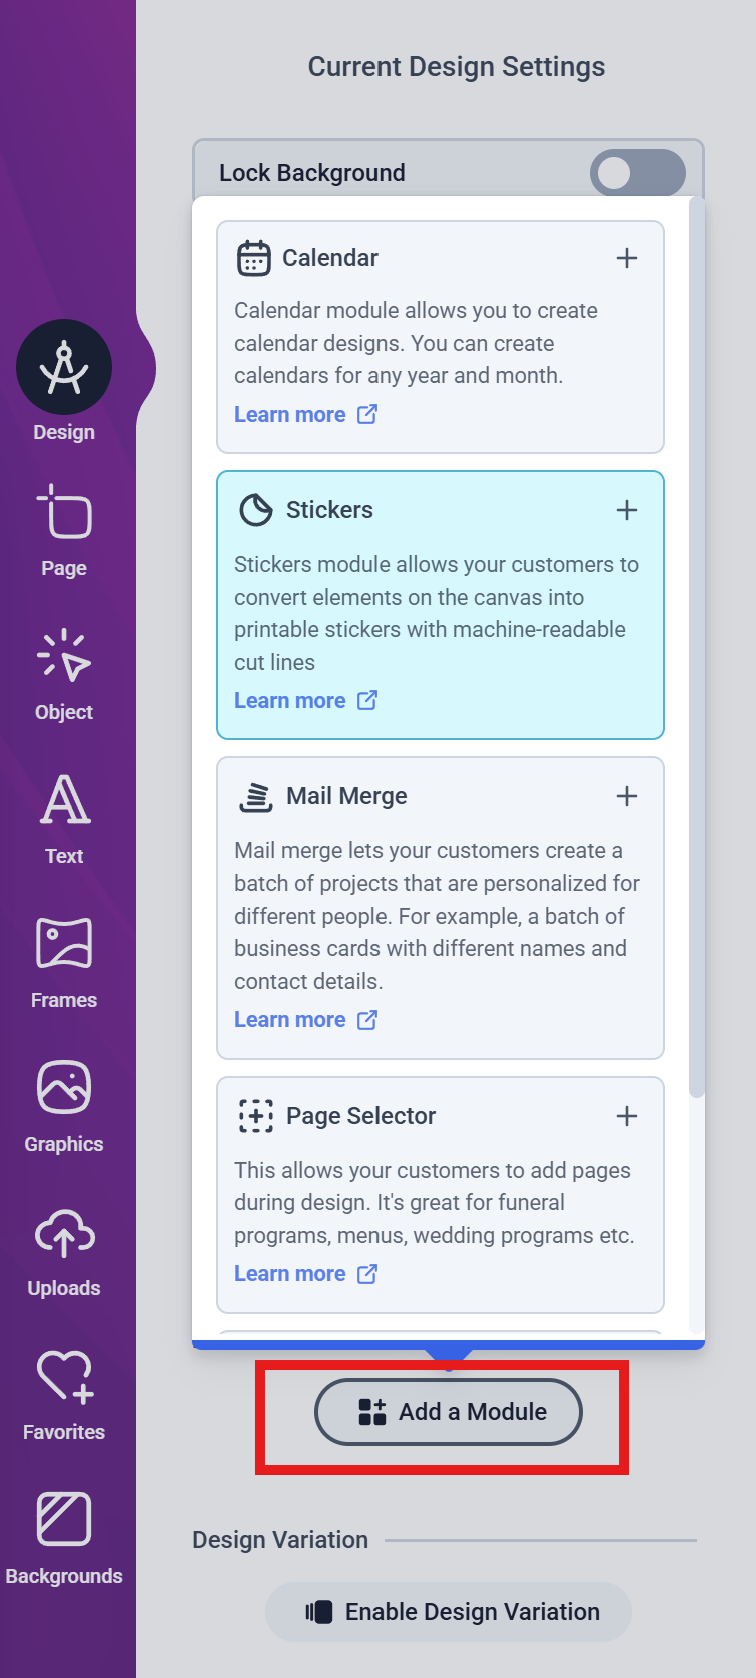 Current Design Settings
Lock Background
Calendar
Calendar module allows you to create
calendar designs. You can create
calendars for any year and month.
Learn more
Stickers
Stickers module allows your customers to
convert elements on the canvas into
printable stickers with machine-readable
cut lines
Learn more
Mail Merge
Mail merge lets your customers create a
batch of projects that are personalized for
different people. For example, a batch of
business cards with different names and
contact details.
Learn more
Page Selector
This allows your customers to add pages
during design. It's great for funeral
programs, menus, wedding programs etc.
Learn more
Add a Module
Design Variation
Enable Design Variation
Design
Page
Object
Text
Frames
Graphics
Uploads
Favorites
Backgrounds